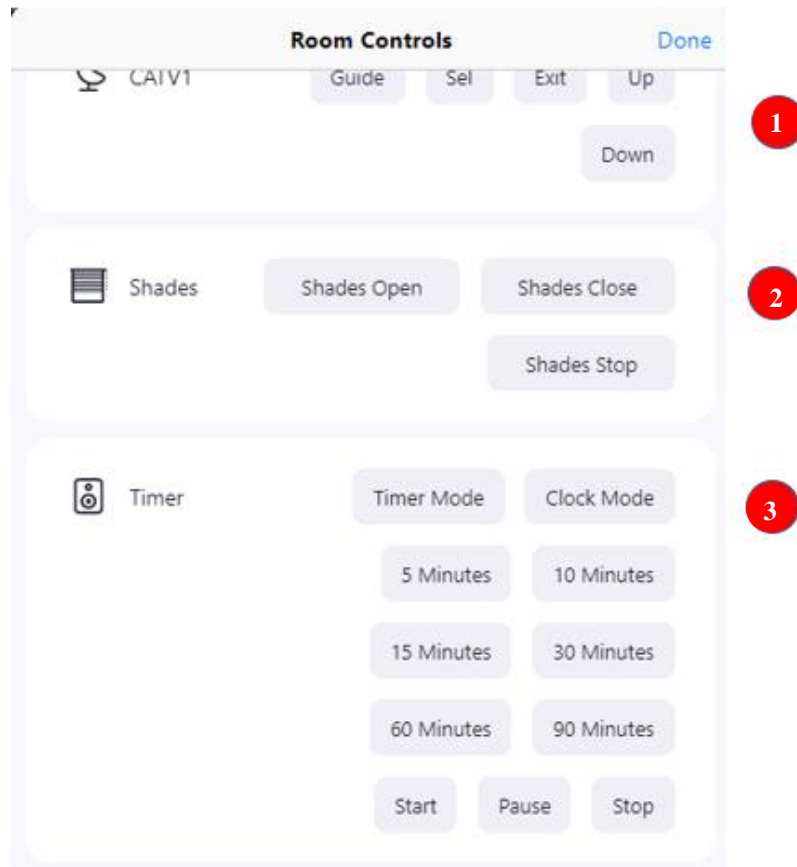 Room Controls Done
CATV1 Guide Sel Exit Up
1
Down
Shades Shades Open Shades Close
2
Shades Stop
Timer Timer Mode Clock Mode
3
5 Minutes 10 Minutes
15 Minutes 30 Minutes
60 Minutes 90 Minutes
Start Pause Stop